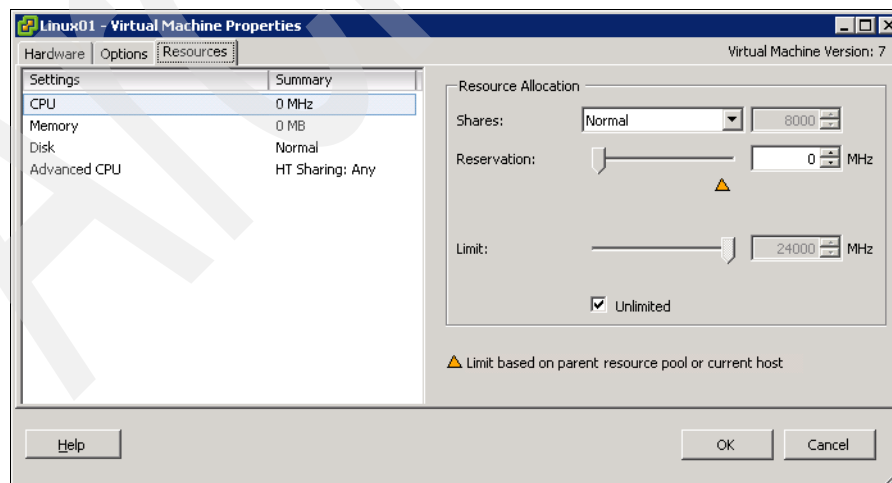 Linux01 - Virtual Machine Properties
Hardware Options Resources Virtual Machine Version: 7
Settings Summary
CPU 0 MHz
Memory 0 MB
Disk Normal
Advanced CPU HT Sharing: Any
Resource Allocation
Shares: Normal 8000
Reservation: 0 MHz
Limit: 24000 MHz
Unlimited
Limit based on parent resource pool or current host
Help OK Cancel